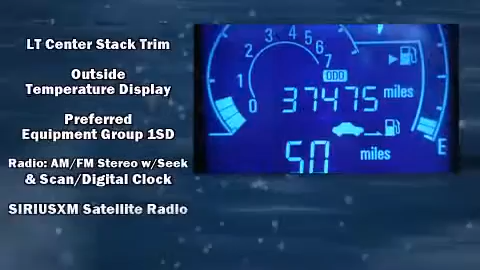 LT Center Stack Trim
Outside
Temperature Display
Preferred
Equipment Group 1SD
Radio: AM/FM Stereo w/Seek
& Scan/Digital Clock
SIRIUSXM Satellite Radio
0
1
2
3
4
5
6
7
ODO
37475 miles
50 miles
E